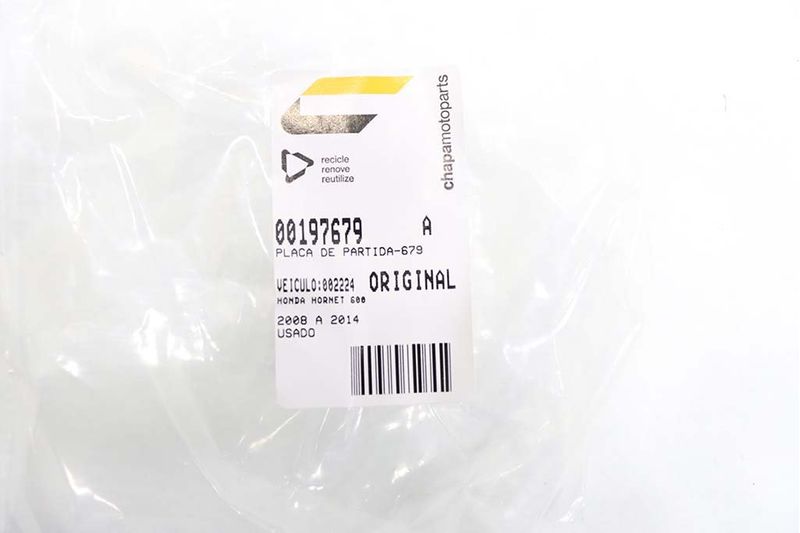 chapamotoparts
recicle
renove
reutilize
00197679 A
PLACA DE PARTIDA-679
VEICULO:002224 ORIGINAL
HONDA HORNET 600
2008 A 2014
USADO